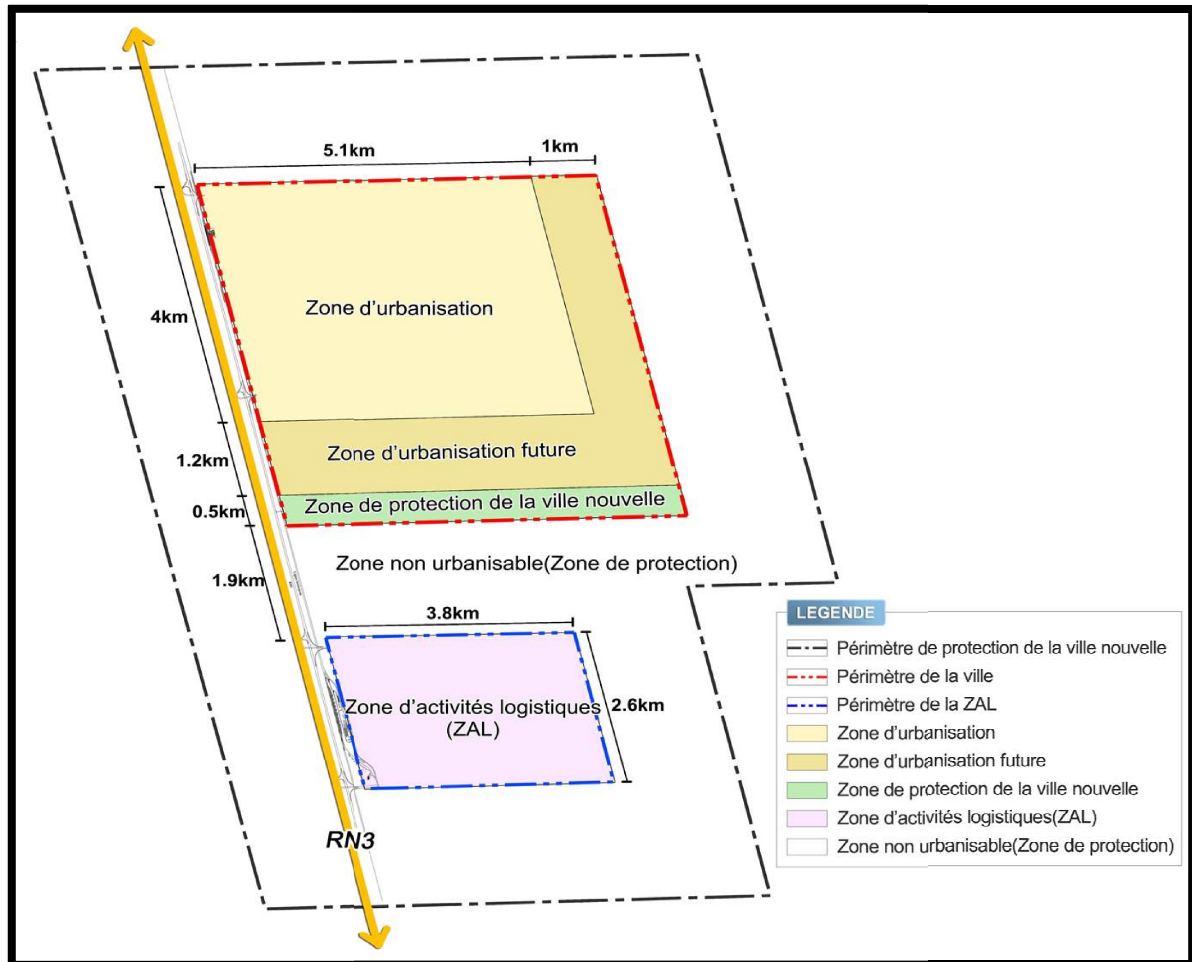 5.1km
1km
4km
Zone d'urbanisation
1.2km
Zone d'urbanisation future
0.5km
Zone de protection de la ville nouvelle
1.9km
Zone non urbanisable(Zone de protection)
3.8km
Zone d'activités logistiques
(ZAL)
2.6km
RN3
LEGENDE
Périmètre de protection de la ville nouvelle
Périmètre de la ville
Périmètre de la ZAL
Zone d'urbanisation
Zone d'urbanisation future
Zone de protection de la ville nouvelle
Zone d'activités logistiques(ZAL)
Zone non urbanisable(Zone de protection)